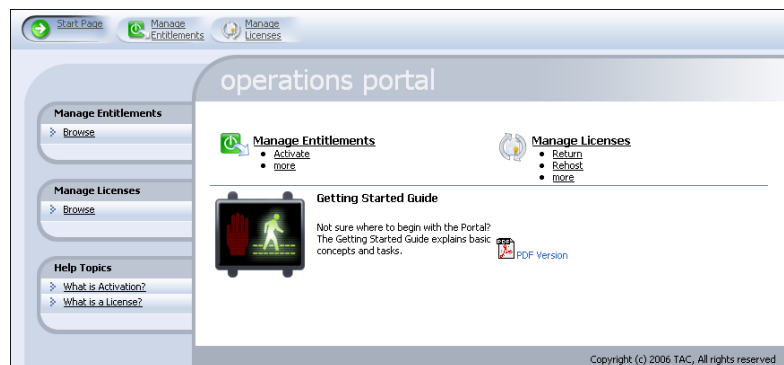 Start Page
Manage
Entitlements
Manage
Licenses
operations portal
Manage Entitlements
Browse
Manage Licenses
Browse
Help Topics
What is Activation?
What is a License?
Manage Entitlements
• Activate
• more
Manage Licenses
• Return
• Rehost
• more
Getting Started Guide
Not sure where to begin with the Portal?
The Getting Started Guide explains basic
concepts and tasks.
PDF Version
Copyright (c) 2006 TAC, All rights reserved